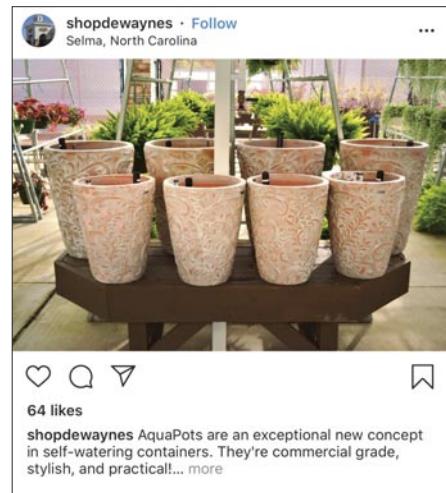 shopdewaynes · Follow
Selma, North Carolina
64 likes
shopdewaynes AquaPots are an exceptional new concept
in self-watering containers. They're commercial grade,
stylish, and practical!... more